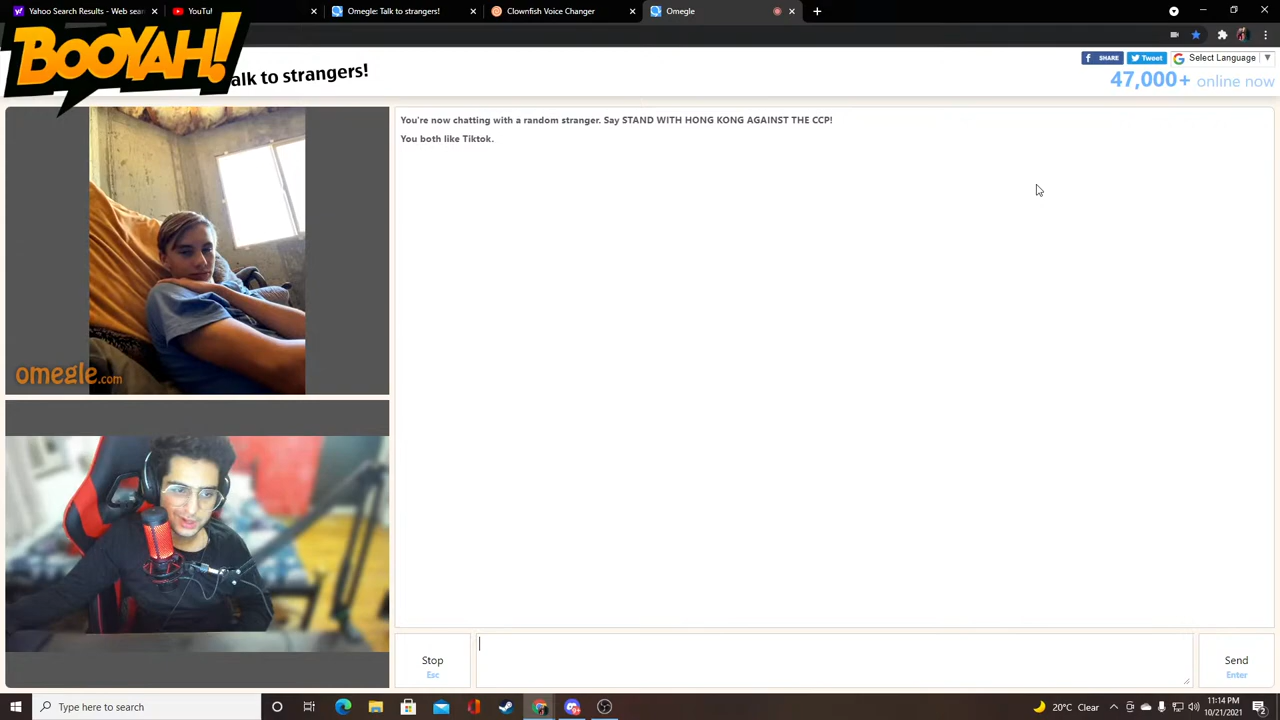 Yahoo Search Results - Web sear
YouTube
Omegle: Talk to strangers!
Clownfish Voice Changer
Omegle
BOOYAH!
alk to strangers!
SHARE
Tweet
Select Language
47,000+ online now
You're now chatting with a random stranger. Say STAND WITH HONG KONG AGAINST THE CCP!
You both like Tiktok.
omegle.com
Stop
Esc
Send
Enter
Type here to search
20°C Clear
11:14 PM
10/21/2021
2